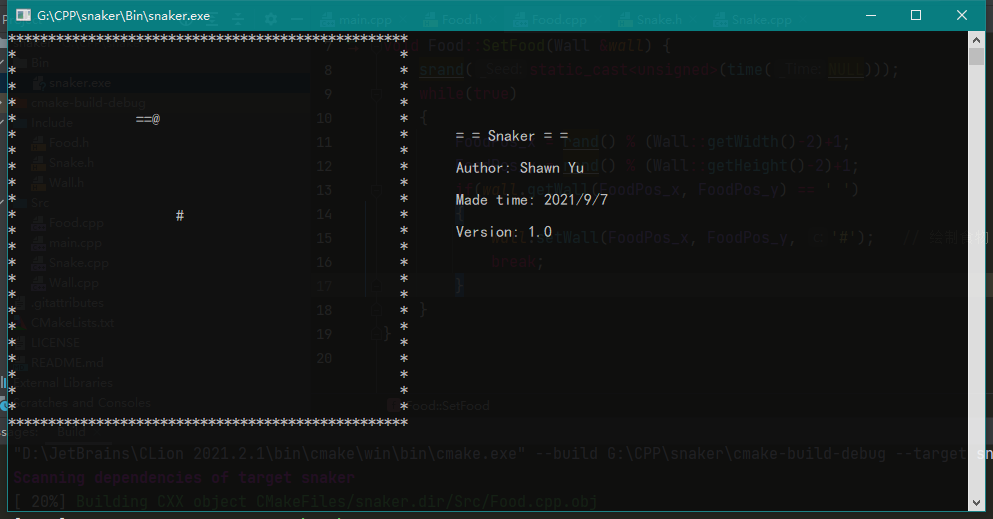 G:\CPP\snaker\Bin\snaker.exe
main.cpp Food.h Food.cpp Snake.h Snake.cpp
**************************************************
==@
#
= = Snaker = =
Author: Shawn Yu
Made time: 2021/9/7
Version: 1.0
**************************************************
Bin
snaker.exe
cmake-build-debug
Include
Food.h
Snake.h
Wall.h
Src
Food.cpp
main.cpp
Snake.cpp
Wall.cpp
.gitattributes
CMakeLists.txt
LICENSE
README.md
External Libraries
Scratches and Consoles
7 Food SetFood(Wall &wall) {
8 srand( static_cast<unsigned>(time( NULL)));
9 while(true)
10 {
11 FoodPos_x = rand() % (Wall getWidth()-2)+1;
12 rand() % (Wall getHeight()-2)+1;
13 if(wall.getWall(FoodPos_x, FoodPos_y) == ' ')
14 {
15 wall.setWall(FoodPos_x, FoodPos_y, '#'); //
16 break;
17 }
18 }
19 }
20
Food::SetFood
Build
"D:\JetBrains\CLion 2021.2.1\bin\cmake\win\bin\cmake.exe" --build G:\CPP\snaker\cmake-build-debug --target
Scanning dependencies of target snaker
[ 20%] Building CXX object CMakeFiles/snaker.dir/Src/Food.cpp.obj